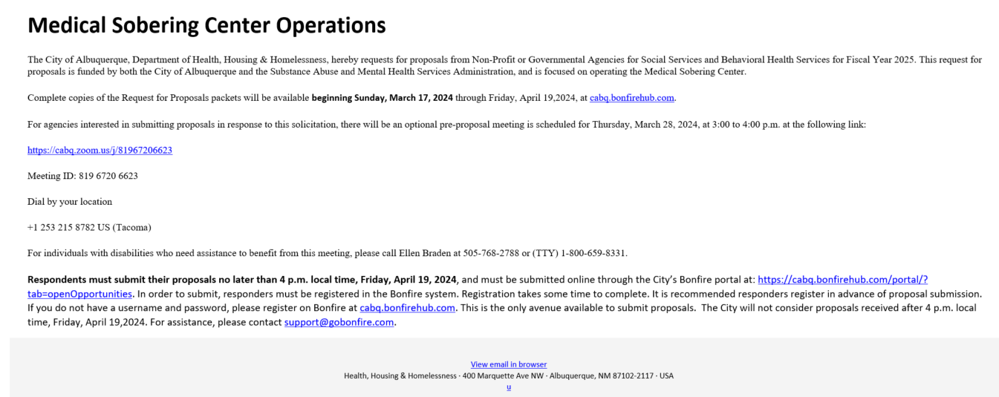 Medical Sobering Center Operations
The City of Albuquerque, Department of Health, Housing & Homelessness, hereby requests for proposals from Non-Profit or Governmental Agencies for Social Services and Behavioral Health Services for Fiscal Year 2025. This request for
proposals is funded by both the City of Albuquerque and the Substance Abuse and Mental Health Services Administration, and is focused on operating the Medical Sobering Center.
Complete copies of the Request for Proposals packets will be available beginning Sunday, March 17, 2024 through Friday, April 19,2024, at cabq.bonfirehub.com.
For agencies interested in submitting proposals in response to this solicitation, there will be an optional pre-proposal meeting is scheduled for Thursday, March 28, 2024, at 3:00 to 4:00 p.m. at the following link:
https://cabq.zoom.us/j/81967206623
Meeting ID: 819 6720 6623
Dial by your location
+1 253 215 8782 US (Tacoma)
For individuals with disabilities who need assistance to benefit from this meeting, please call Ellen Braden at 505-768-2788 or (TTY) 1-800-659-8331.
Respondents must submit their proposals no later than 4 p.m. local time, Friday, April 19, 2024, and must be submitted online through the City's Bonfire portal at: https://cabq.bonfirehub.com/portal/?
tab=openOpportunities. In order to submit, responders must be registered in the Bonfire system. Registration takes some time to complete. It is recommended responders register in advance of proposal submission.
If you do not have a username and password, please register on Bonfire at cabq.bonfirehub.com. This is the only avenue available to submit proposals.  The City will not consider proposals received after 4 p.m. local
time, Friday, April 19,2024. For assistance, please contact support@gobonfire.com.
View email in browser
Health, Housing & Homelessness · 400 Marquette Ave NW · Albuquerque, NM 87102-2117 · USA
u